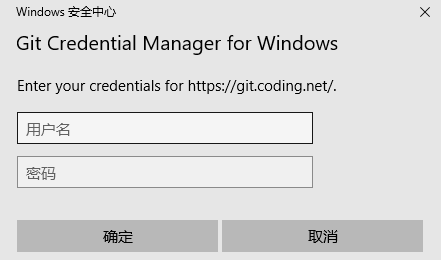 Windows 安全中心
Git Credential Manager for Windows
Enter your credentials for https://git.coding.net/.
用户名
密码
确定
取消